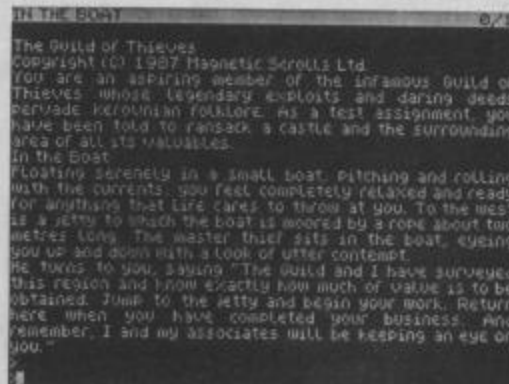 IN THE BOAT 0/1
The Guild of Thieves
Copyright (C) 1987 Magnetic Scrolls Ltd
You are an aspiring member of the infamous Guild of
Thieves whose legendary exploits and daring deeds
pervade Kerovnian folklore. As a test assignment, you
have been told to ransack a castle and the surrounding
area of all its valuables.
In the Boat
Floating serenely in a small boat, pitching and rolling
with the currents, you feel completely relaxed and ready
for anything that Life cares to throw at you. To the west
is a jetty to which the boat is moored by a rope about two
metres long. The master thief sits in the boat, eyeing
you up and down with a look of utter contempt.
He turns to you, saying "The Guild and I have surveyed
this region and know exactly how much of value is to be
obtained. Jump to the jetty and begin your work. Return
here when you have completed your business. And
remember, I and my associates will be keeping an eye on
you."